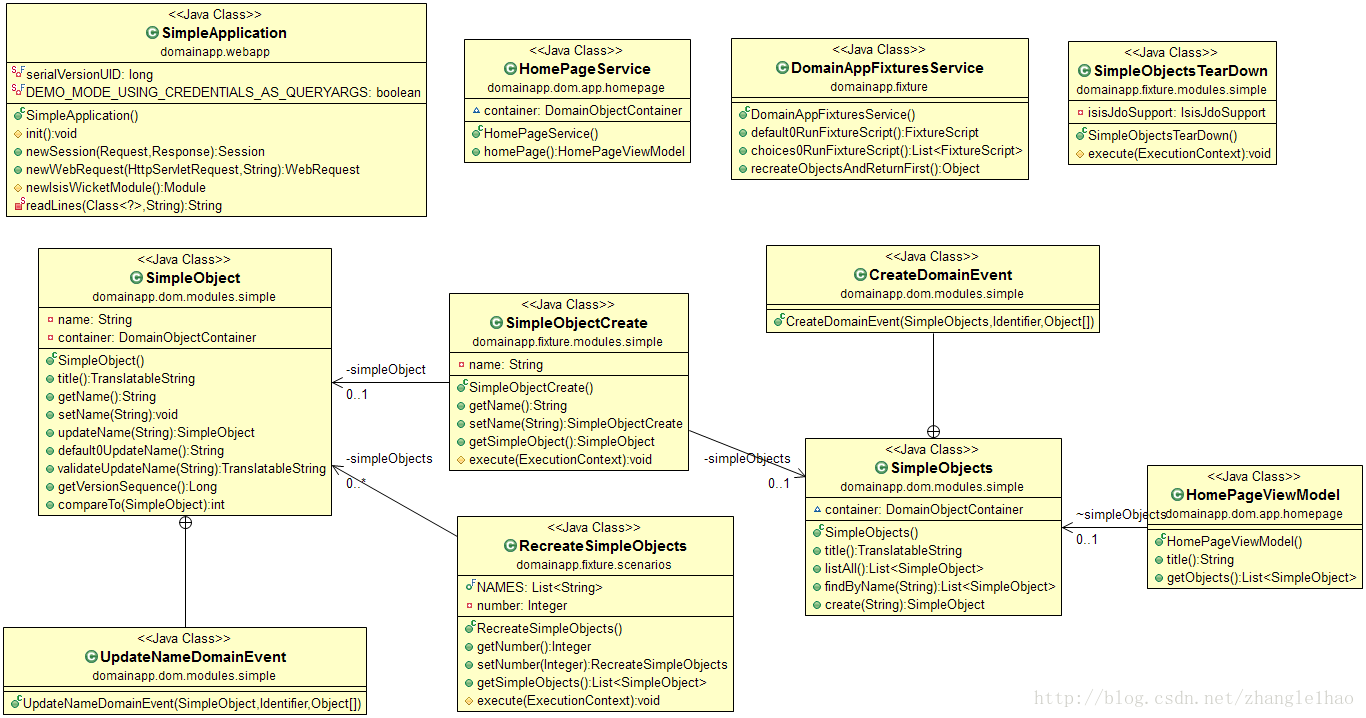 <<Java Class>>
SimpleApplication
domainapp.webapp
serialVersionUID: long
DEMO_MODE_USING_CREDENTIALS_AS_QUERYARGS: boolean
SimpleApplication()
init():void
newSession(Request,Response):Session
newWebRequest(HttpServletRequest,String):WebRequest
newIsisWicketModule():Module
readLines(Class<?>,String):String
<<Java Class>>
HomePageService
domainapp.dom.app.homepage
container: DomainObjectContainer
HomePageService()
homePage():HomePageViewModel
<<Java Class>>
DomainAppFixturesService
domainapp.fixture
DomainAppFixturesService()
default0RunFixtureScript():FixtureScript
choices0RunFixtureScript():List<FixtureScript>
recreateObjectsAndReturnFirst():Object
<<Java Class>>
SimpleObjectsTearDown
domainapp.fixture.modules.simple
isisJdoSupport: IsisJdoSupport
SimpleObjectsTearDown()
execute(ExecutionContext):void
<<Java Class>>
SimpleObject
domainapp.dom.modules.simple
name: String
container: DomainObjectContainer
SimpleObject()
title():TranslatableString
getName():String
setName(String):void
updateName(String):SimpleObject
default0UpdateName():String
validateUpdateName(String):TranslatableString
getVersionSequence():Long
compareTo(SimpleObject):int
-simpleObject
0..1
-simpleObjects
0..*
<<Java Class>>
SimpleObjectCreate
domainapp.fixture.modules.simple
name: String
SimpleObjectCreate()
getName():String
setName(String):SimpleObjectCreate
getSimpleObject():SimpleObject
execute(ExecutionContext):void
-simpleObjects
0..1
<<Java Class>>
CreateDomainEvent
domainapp.dom.modules.simple
CreateDomainEvent(SimpleObjects,Identifier,Object[])
<<Java Class>>
SimpleObjects
domainapp.dom.modules.simple
container: DomainObjectContainer
SimpleObjects()
title():TranslatableString
listAll():List<SimpleObject>
findByName(String):List<SimpleObject>
create(String):SimpleObject
~simpleObjects
0..1
<<Java Class>>
HomePageViewModel
domainapp.dom.app.homepage
HomePageViewModel()
title():String
getObjects():List<SimpleObject>
<<Java Class>>
RecreateSimpleObjects
domainapp.fixture.scenarios
NAMES: List<String>
number: Integer
RecreateSimpleObjects()
getNumber():Integer
setNumber(Integer):RecreateSimpleObjects
getSimpleObjects():List<SimpleObject>
execute(ExecutionContext):void
<<Java Class>>
UpdateNameDomainEvent
domainapp.dom.modules.simple
UpdateNameDomainEvent(SimpleObject,Identifier,Object[])
http://blog.csdn.net/zhanglelhao